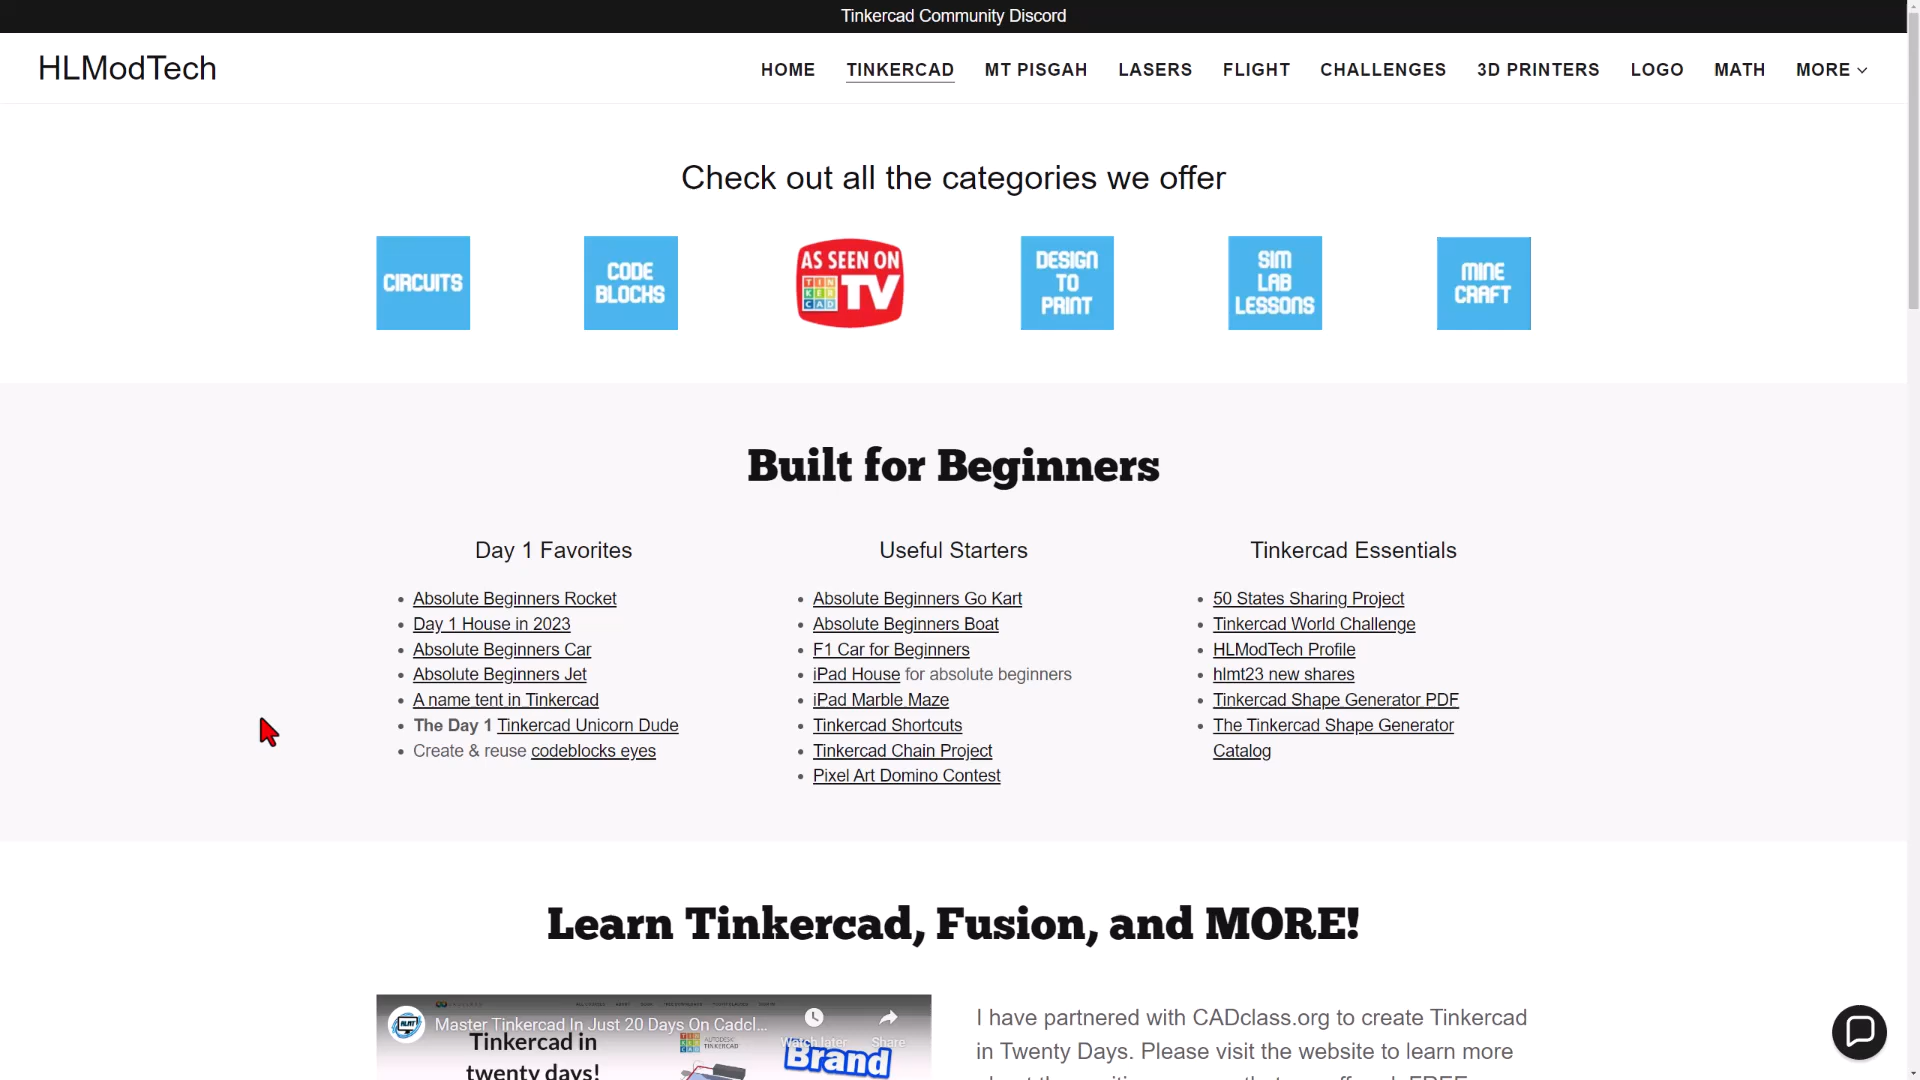 Tinkercad Community Discord
HLModTech
HOME TINKERCAD MT PISGAH LASERS FLIGHT CHALLENGES 3D PRINTERS LOGO MATH MORE
Check out all the categories we offer
CIRCUITS
CODE
BLOCKS
AS SEEN ON
TIN
KER
CAD
TV
DESIGN
TO
PRINT
SIM
LAB
LESSONS
MINE
CRAFT
Built for Beginners
Day 1 Favorites
Absolute Beginners Rocket
Day 1 House in 2023
Absolute Beginners Car
Absolute Beginners Jet
A name tent in Tinkercad
The Day 1 Tinkercad Unicorn Dude
Create & reuse codeblocks eyes
Useful Starters
Absolute Beginners Go Kart
Absolute Beginners Boat
F1 Car for Beginners
iPad House for absolute beginners
iPad Marble Maze
Tinkercad Shortcuts
Tinkercad Chain Project
Pixel Art Domino Contest
Tinkercad Essentials
50 States Sharing Project
Tinkercad World Challenge
HLModTech Profile
hlmt23 new shares
Tinkercad Shape Generator PDF
The Tinkercad Shape Generator
Catalog
Learn Tinkercad, Fusion, and MORE!
HLMT
Master Tinkercad In Just 20 Days On Cadcl...
Watch later
Share
Tinkercad in
twenty days!
AUTODESK
TINKERCAD
Brand
I have partnered with CADclass.org to create Tinkercad
in Twenty Days. Please visit the website to learn more